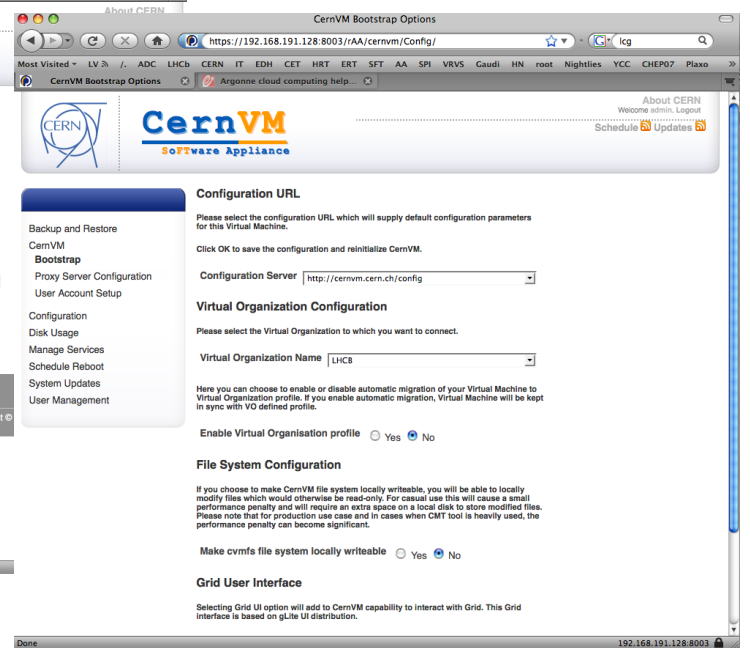 About CERN
CernVM Bootstrap Options
https://192.168.191.128:8003/rAA/cernvm/Config/
lcg
Most Visited LV /. ADC LHCb CERN IT EDH CET HRT ERT SFT AA SPI VRVS Gaudi HN root Nightlies YCC CHEP07 Plaxo »
CernVM Bootstrap Options
Argonne cloud computing help...
CERN
CernVM
SoFTware Appliance
About CERN
Welcome admin. Logout
Schedule Updates
Backup and Restore
CernVM
Bootstrap
Proxy Server Configuration
User Account Setup
Configuration
Disk Usage
Manage Services
Schedule Reboot
System Updates
User Management
t ©
Configuration URL
Please select the configuration URL which will supply default configuration parameters
for this Virtual Machine.
Click OK to save the configuration and reinitialize CernVM.
Configuration Server http://cernvm.cern.ch/config
Virtual Organization Configuration
Please select the Virtual Organization to which you want to connect.
Virtual Organization Name LHCB
Here you can choose to enable or disable automatic migration of your Virtual Machine to
Virtual Organization profile. If you enable automatic migration, Virtual Machine will be kept
in sync with VO defined profile.
Enable Virtual Organisation profile Yes No
File System Configuration
If you choose to make CernVM file system locally writeable, you will be able to locally
modify files which would otherwise be read-only. For casual use this will cause a small
performance penalty and will require an extra space on a local disk to store modified files.
Please note that for production use case and in cases when CMT tool is heavily used, the
performance penalty can become significant.
Make cvmfs file system locally writeable Yes No
Grid User Interface
Selecting Grid UI option will add to CernVM capability to interact with Grid. This Grid
interface is based on gLite UI distribution.
Done
192.168.191.128:8003